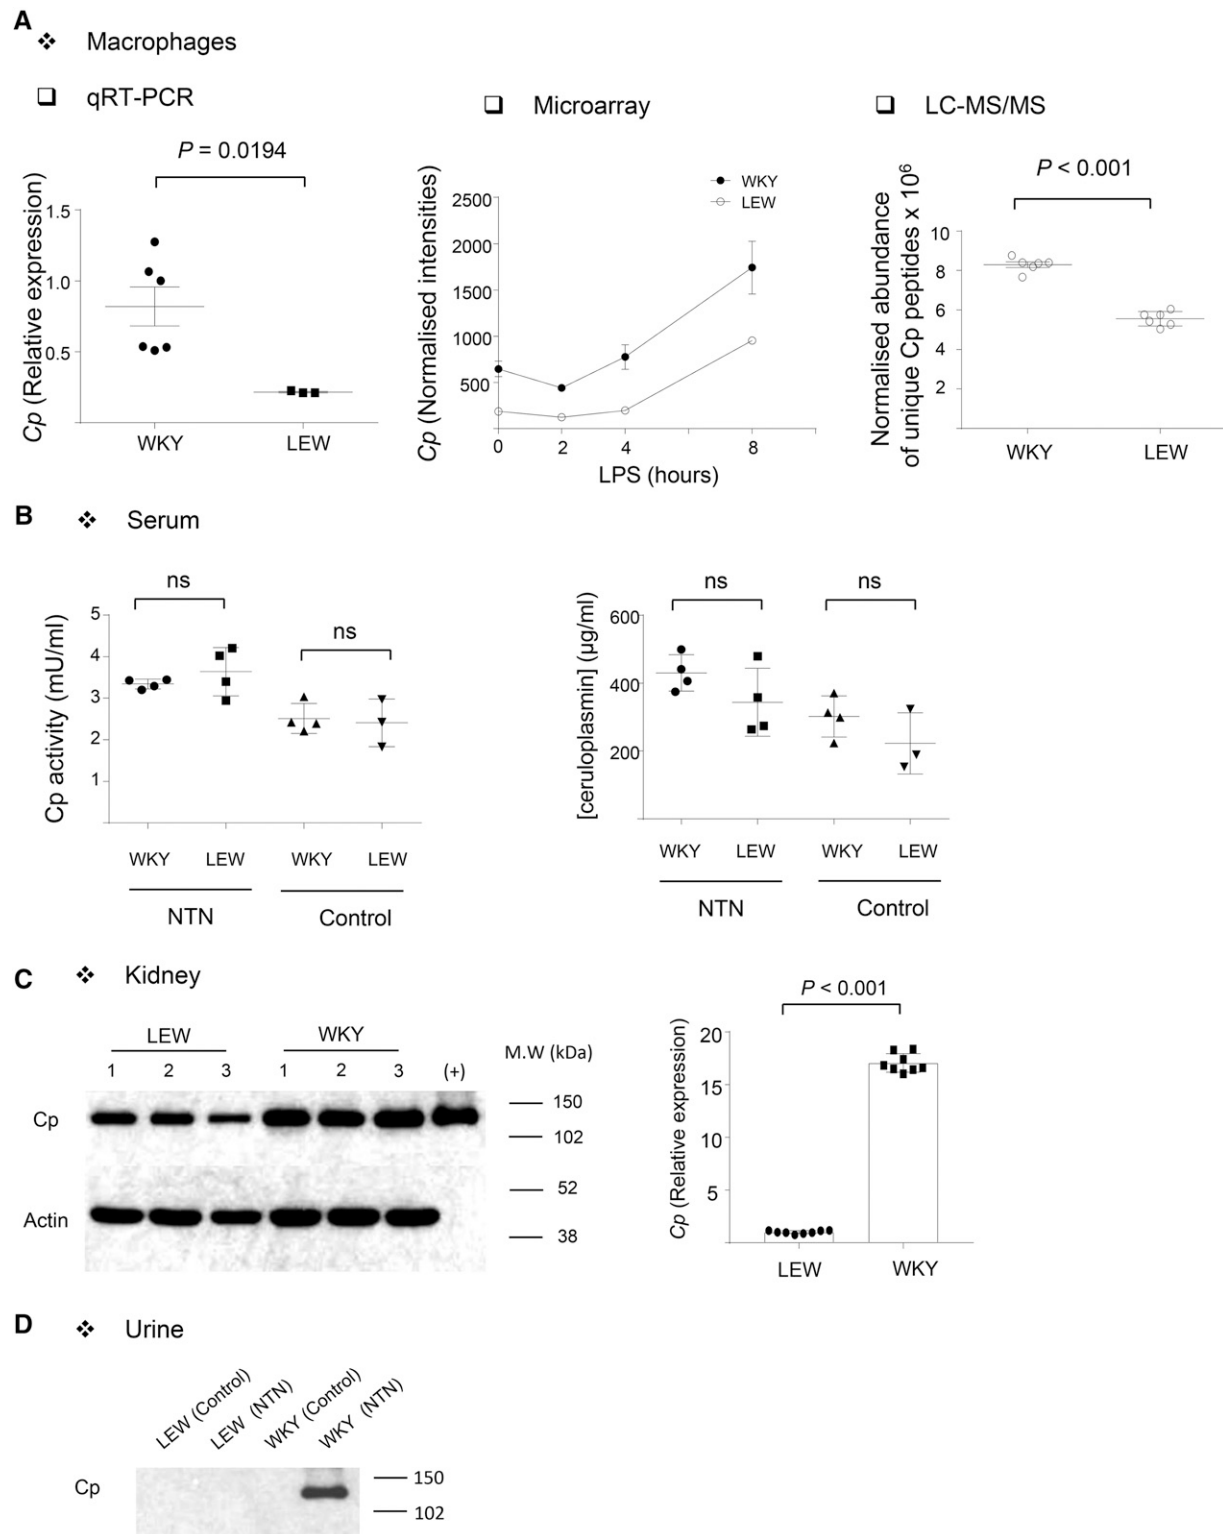 A
❖ Macrophages
❑ qRT-PCR
❑ Microarray
❑ LC-MS/MS
P = 0.0194
Cp (Relative expression)
1.5
1.0
0.5
WKY
LEW
Cp (Normalised intensities)
2500
2000
1500
1000
500
WKY
LEW
0
2
4
8
LPS (hours)
P < 0.001
Normalised abundance
of unique Cp peptides x 10⁶
10
8
6
4
2
WKY
LEW
B
❖ Serum
ns
ns
Cp activity (mU/ml)
5
4
3
2
1
WKY
LEW
WKY
LEW
NTN
Control
ns
ns
[ceruloplasmin] (µg/ml)
600
400
200
WKY
LEW
WKY
LEW
NTN
Control
C
❖ Kidney
LEW
WKY
1 2 3 1 2 3 (+)
M.W (kDa)
Cp
150
102
52
Actin
38
P < 0.001
Cp (Relative expression)
20
15
10
5
LEW
WKY
D
❖ Urine
LEW (Control)
LEW (NTN)
WKY (Control)
WKY (NTN)
Cp
150
102